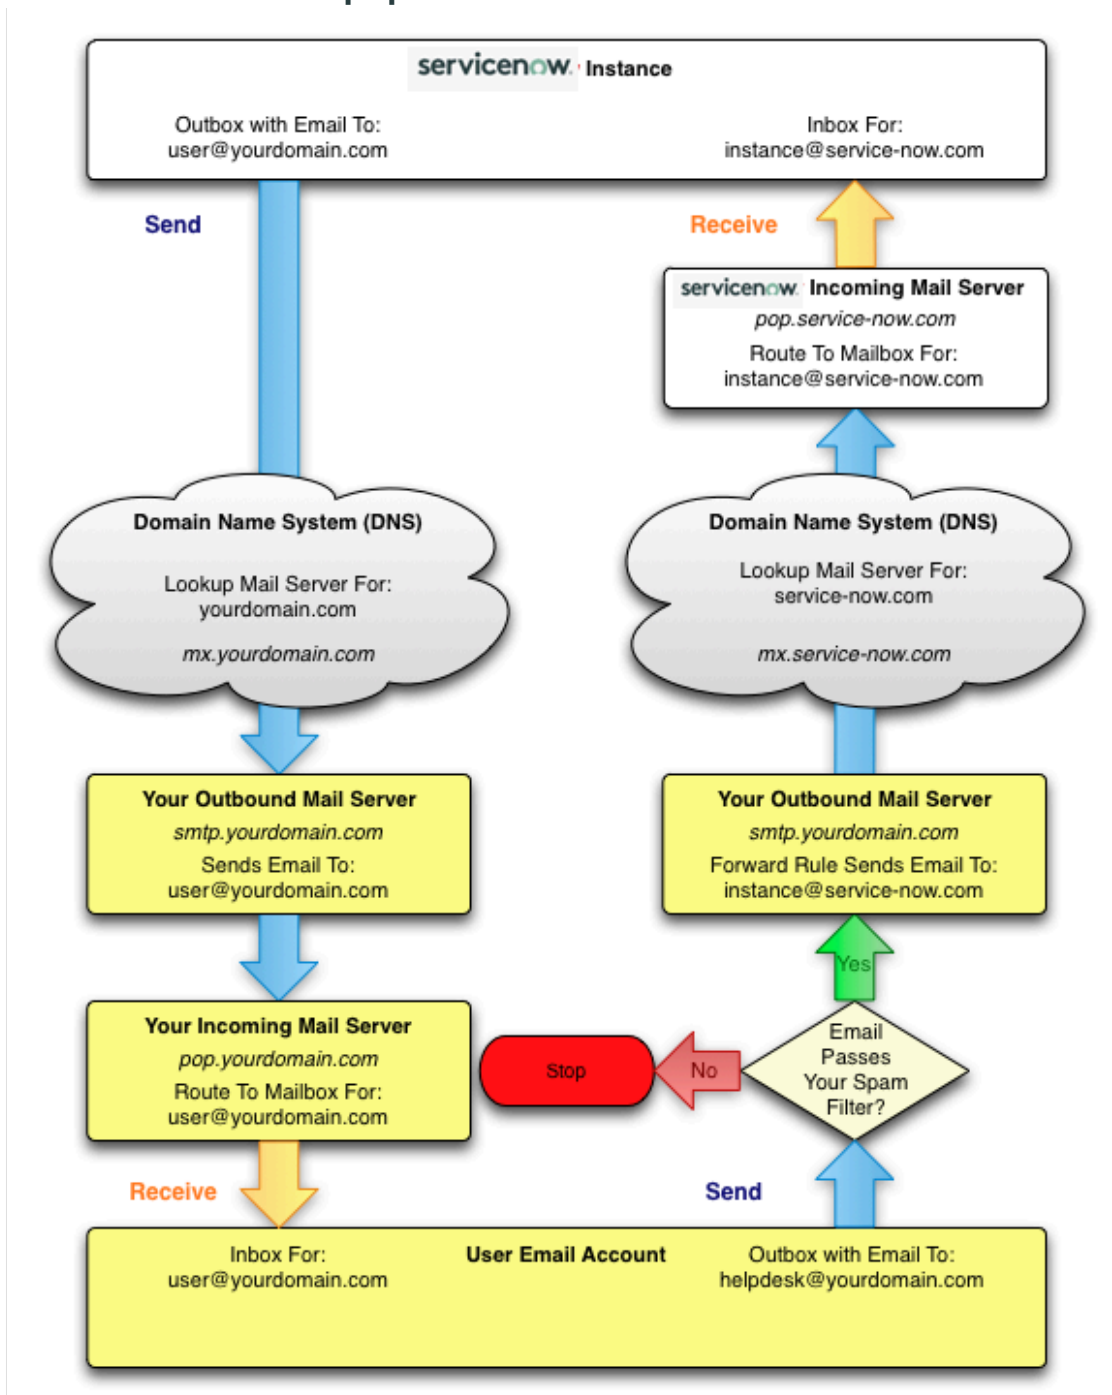 servicenow. Instance
Outbox with Email To:
user@yourdomain.com
Inbox For:
instance@service-now.com
Send
Receive
servicenow. Incoming Mail Server
pop.service-now.com
Route To Mailbox For:
instance@service-now.com
Domain Name System (DNS)
Lookup Mail Server For:
yourdomain.com
mx.yourdomain.com
Domain Name System (DNS)
Lookup Mail Server For:
service-now.com
mx.service-now.com
Your Outbound Mail Server
smtp.yourdomain.com
Sends Email To:
user@yourdomain.com
Your Outbound Mail Server
smtp.yourdomain.com
Forward Rule Sends Email To:
instance@service-now.com
Yes
Your Incoming Mail Server
pop.yourdomain.com
Route To Mailbox For:
user@yourdomain.com
Stop
No
Email
Passes
Your Spam
Filter?
Receive
Send
Inbox For:
user@yourdomain.com
User Email Account
Outbox with Email To:
helpdesk@yourdomain.com